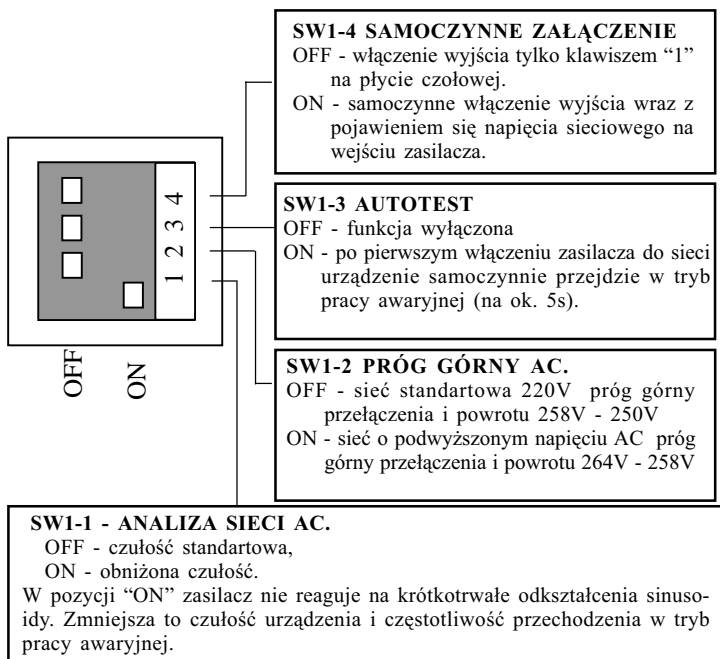 SW1-4 SAMOCZYNNE ZAŁĄCZENIE
OFF - włączenie wyjścia tylko klawiszem “1”
na płycie czołowej.
ON - samoczynne włączenie wyjścia wraz z
pojawieniem się napięcia sieciowego na
wejściu zasilacza.
SW1-3 AUTOTEST
OFF - funkcja wyłączona
ON - po pierwszym włączeniu zasilacza do sieci
urządzenie samoczynnie przejdzie w tryb
pracy awaryjnej (na ok. 5s).
1 2 3 4
OFF
ON
SW1-2 PRÓG GÓRNY AC.
OFF - sieć standartowa 220V próg górny
przełączenia i powrotu 258V - 250V
ON - sieć o podwyższonym napięciu AC próg
górny przełączenia i powrotu 264V - 258V
SW1-1 - ANALIZA SIECI AC.
OFF - czułość standartowa,
ON - obniżona czułość.
W pozycji “ON” zasilacz nie reaguje na krótkotrwałe odkształcenia sinuso-
idy. Zmniejsza to czułość urządzenia i częstotliwość przechodzenia w tryb
pracy awaryjnej.